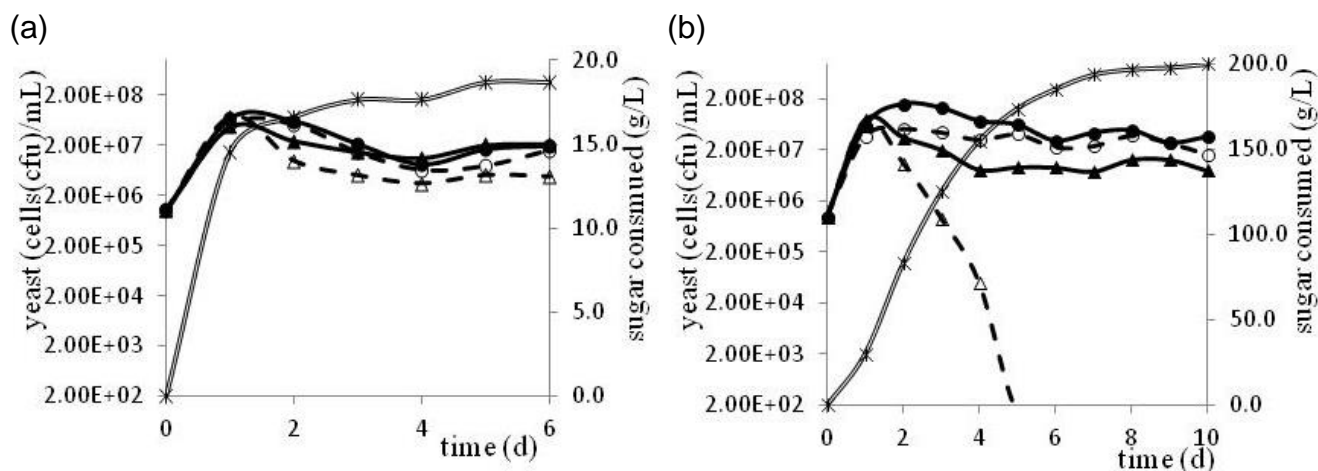 (a)
yeast (cells(cfu)/mL)
2.00E+08
2.00E+07
2.00E+06
2.00E+05
2.00E+04
2.00E+03
2.00E+02
0
2
4
6
time (d)
20.0
15.0
10.0
5.0
0.0
sugar consmued (g/L)
(b)
yeast (cells(cfu)/mL)
2.00E+08
2.00E+07
2.00E+06
2.00E+05
2.00E+04
2.00E+03
2.00E+02
0
2
4
6
8
10
time (d)
200.0
150.0
100.0
50.0
0.0
sugar consumed (g/L)